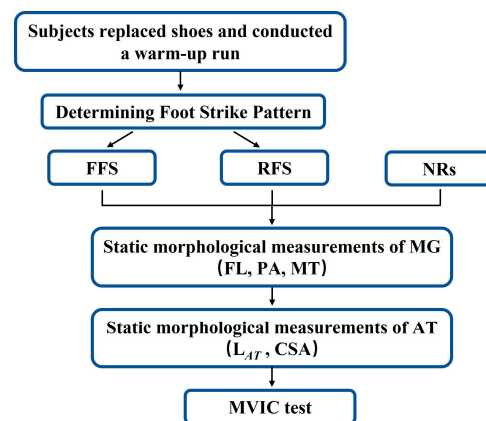 Subjects replaced shoes and conducted
a warm-up run
Determining Foot Strike Pattern
FFS
RFS
NRs
Static morphological measurements of MG
(FL, PA, MT)
Static morphological measurements of AT
(L_AT , CSA)
MVIC test